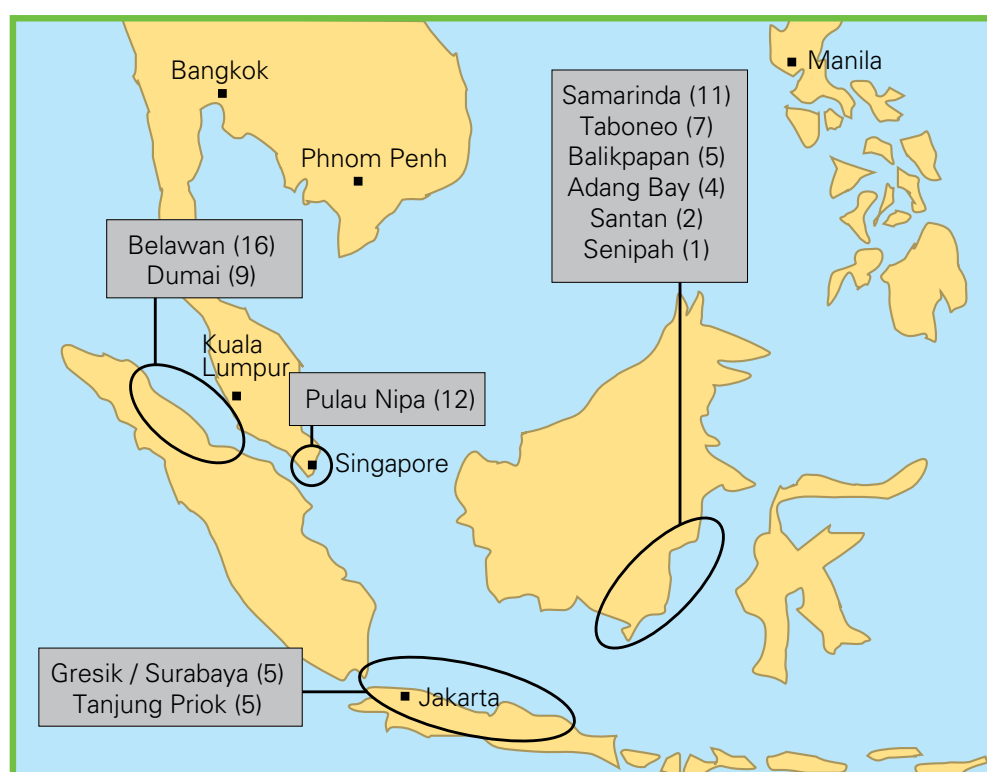 Manila
Bangkok
Samarinda (11)
Taboneo (7)
Balikpapan (5)
Adang Bay (4)
Santan (2)
Senipah (1)
Phnom Penh
Belawan (16)
Dumai (9)
Kuala
Lumpur
Pulau Nipa (12)
Singapore
Gresik / Surabaya (5)
Tanjung Priok (5)
Jakarta